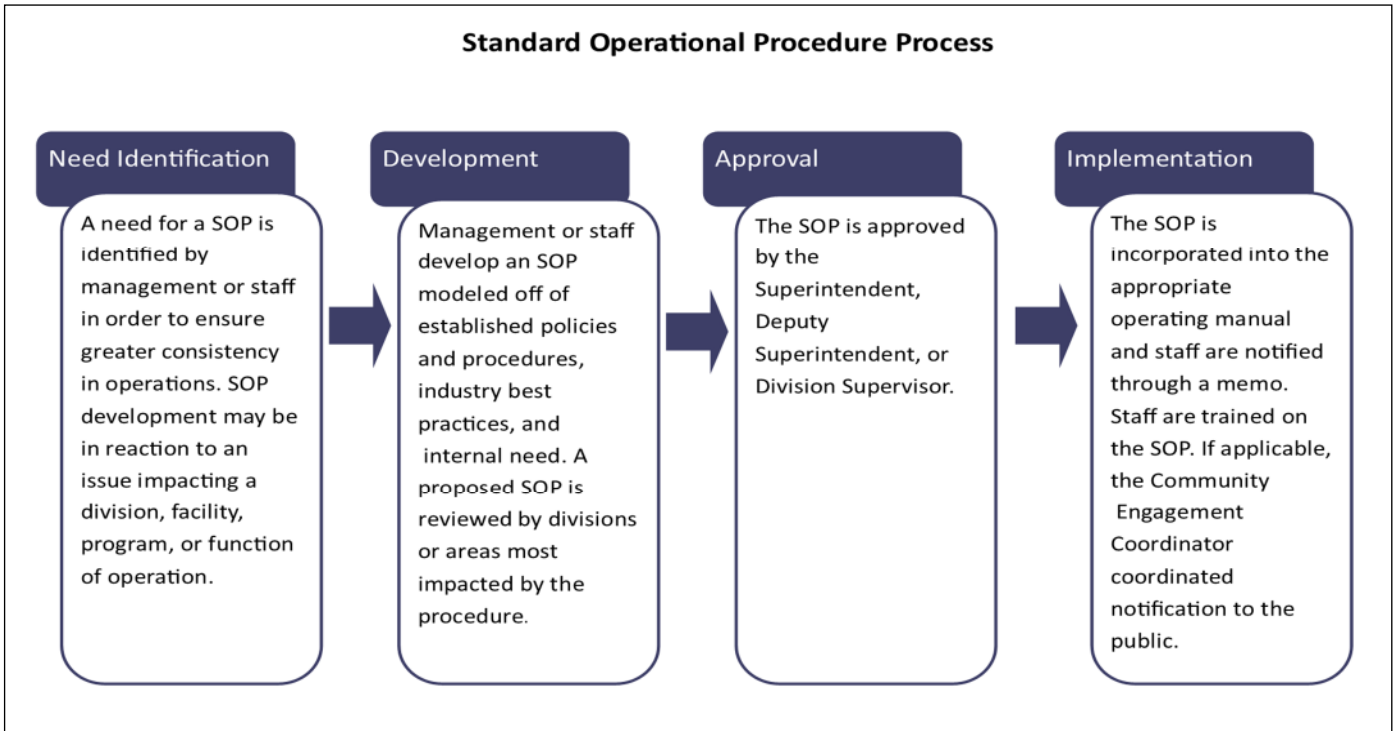 Standard Operational Procedure Process
Need Identification
A need for a SOP is
identified by
management or staff
in order to ensure
greater consistency
in operations. SOP
development may be
in reaction to an
issue impacting a
division, facility,
program, or function
of operation.
Development
Management or staff
develop an SOP
modeled off of
established policies
and procedures,
industry best
practices, and
internal need. A
proposed SOP is
reviewed by divisions
or areas most
impacted by the
procedure.
Approval
The SOP is approved
by the
Superintendent,
Deputy
Superintendent, or
Division Supervisor.
Implementation
The SOP is
incorporated into the
appropriate
operating manual
and staff are notified
through a memo.
Staff are trained on
the SOP. If applicable,
the Community
Engagement
Coordinator
coordinated
notification to the
public.